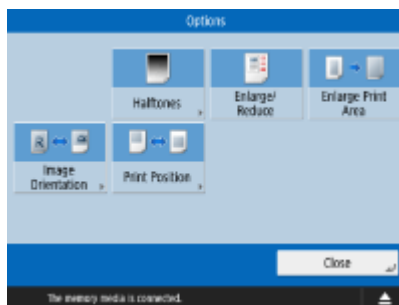 Options
Halftones
Enlarge/
Reduce
Enlarge Print
Area
Image
Orientation
Print Position
Close
The memory media is connected.